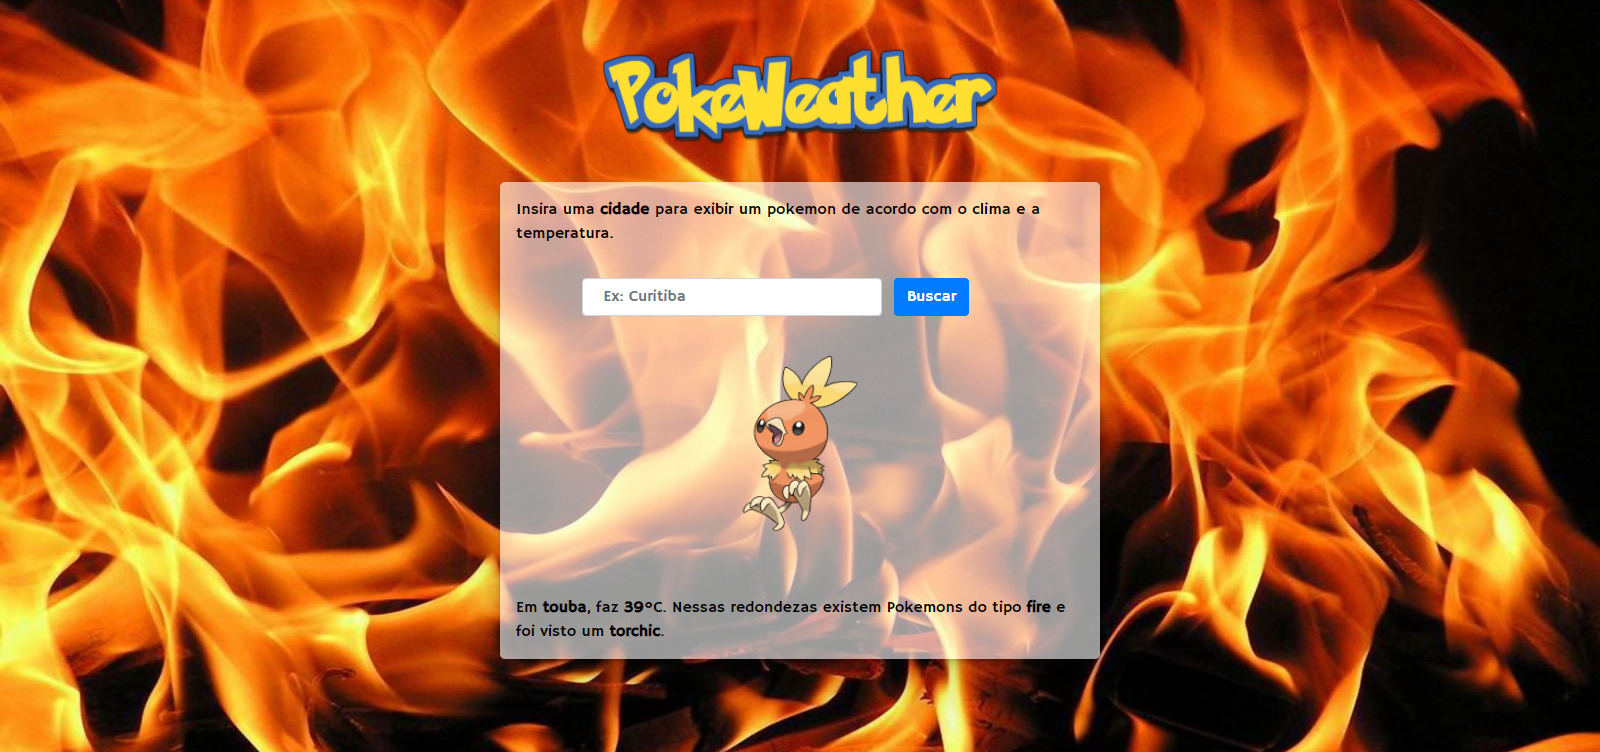 PokeWeather
Insira uma cidade para exibir um pokemon de acordo com o clima e a
temperatura.
Ex: Curitiba
Buscar
Em touba, faz 39°C. Nessas redondezas existem Pokemons do tipo fire e
foi visto um torchic.